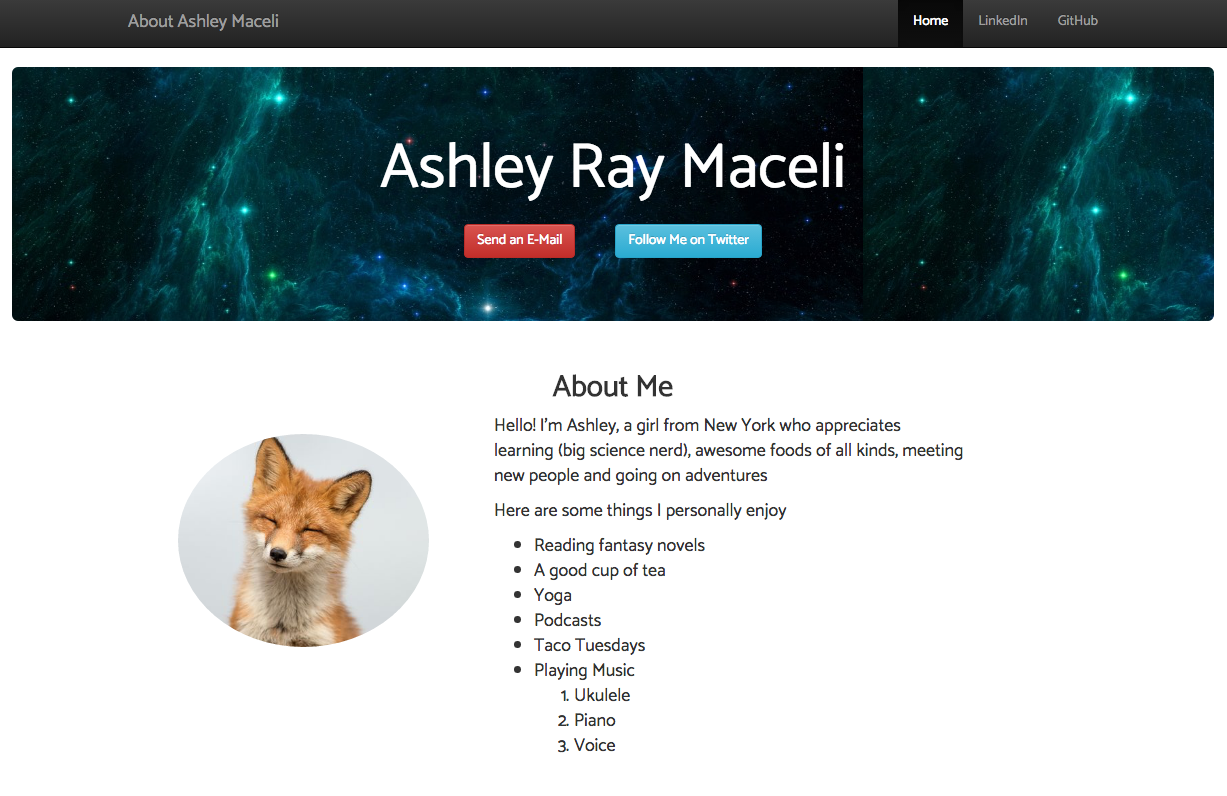 About Ashley Maceli
Home LinkedIn GitHub
Ashley Ray Maceli
Send an E-Mail Follow Me on Twitter
About Me
Hello! I'm Ashley, a girl from New York who appreciates
learning (big science nerd), awesome foods of all kinds, meeting
new people and going on adventures
Here are some things I personally enjoy
• Reading fantasy novels
• A good cup of tea
• Yoga
• Podcasts
• Taco Tuesdays
• Playing Music
1. Ukulele
2. Piano
3. Voice